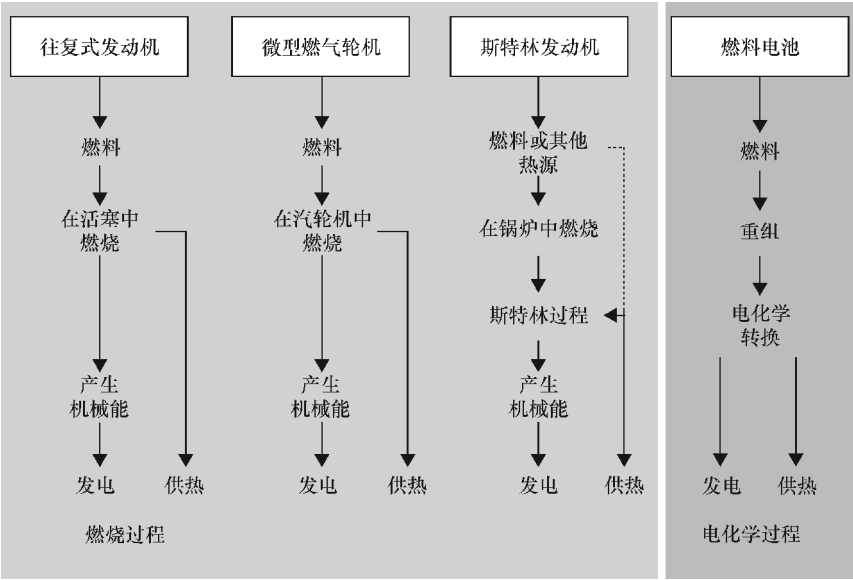 往复式发动机
燃料
在活塞中
燃烧
产生
机械能
发电
供热
微型燃气轮机
燃料
在汽轮机中
燃烧
产生
机械能
发电
供热
斯特林发动机
燃料或其他
热源
在锅炉中燃烧
斯特林过程
产生
机械能
发电
供热
燃烧过程
燃料电池
燃料
重组
电化学
转换
发电
供热
电化学过程